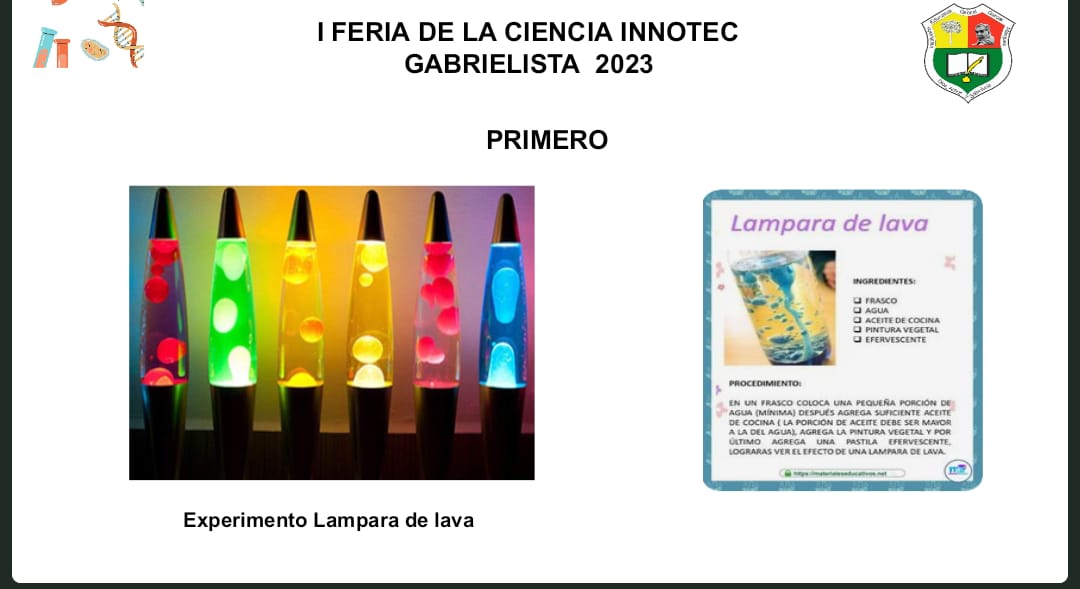 I FERIA DE LA CIENCIA INNOTEC
GABRIELISTA 2023
PRIMERO
Lampara de lava
INGREDIENTES:
❑ FRASCO
❑ AGUA
❑ ACEITE DE COCINA
❑ PINTURA VEGETAL
❑ EFERVESCENTE
PROCEDIMIENTO:
EN UN FRASCO COLOCA UNA PEQUEÑA PORCIÓN DE
AGUA (MÍNIMA) DESPUÉS AGREGA SUFICIENTE ACEITE
DE COCINA ( LA PORCIÓN DE ACEITE DEBE SER MAYOR
A LA DEL AGUA), AGREGA LA PINTURA VEGETAL Y POR
ÚLTIMO AGREGA UNA PASTILA EFERVESCENTE,
LOGRARAS VER EL EFECTO DE UNA LAMPARA DE LAVA.
https://materialeseducativos.net
Experimento Lampara de lava